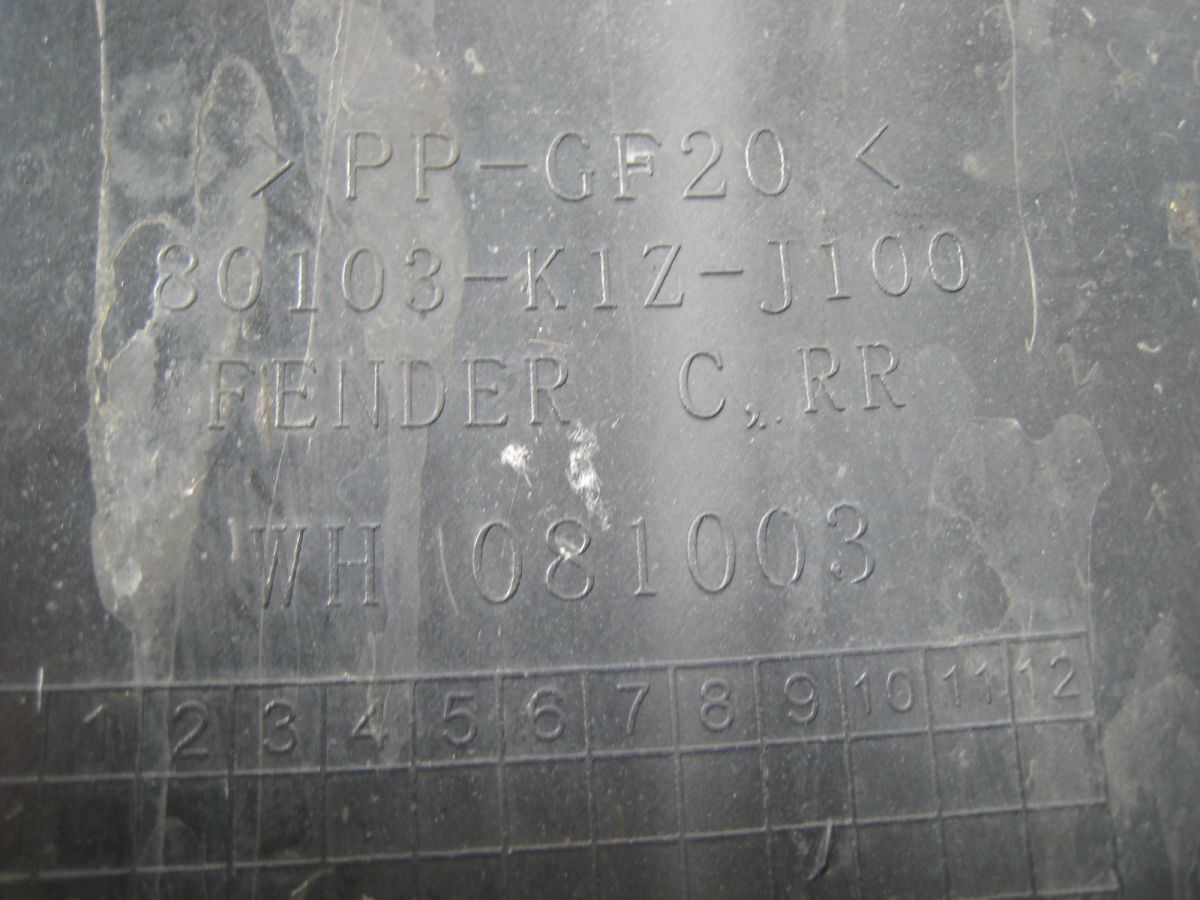 >PP-GF20<
80103-K1Z-J100
FENDER C, RR
WH 081003
1 2 3 4 5 6 7 8 9 10 11 12